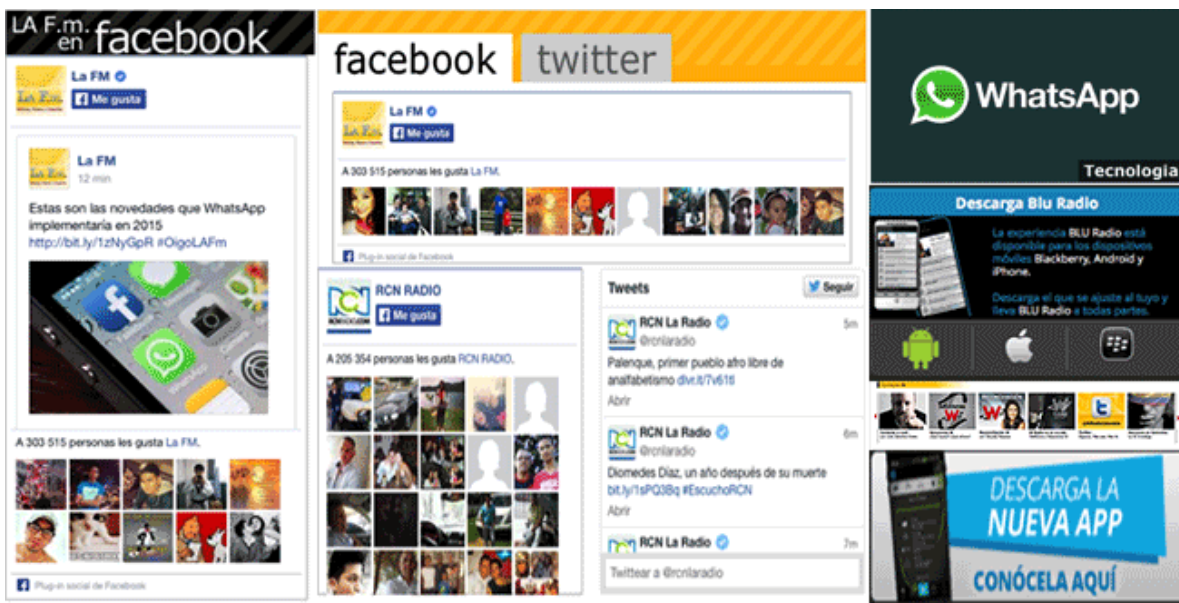 LA F.m.
en facebook
La FM
Me gusta
La FM
12 min
Estas son las novedades que WhatsApp
implementaría en 2015
http://bit.ly/1zNyGpR #OigoLAFm
A 303 515 personas les gusta La FM.
Plug-in social de Facebook
facebook
twitter
La FM
Me gusta
A 303 515 personas les gusta La FM.
Plug-in social de Facebook
RCN RADIO
Me gusta
A 205 354 personas les gusta RCN RADIO.
Tweets
Seguir
RCN La Radio
5m
@rcnlaradio
Palenque, primer pueblo afro libre de
analfabetismo dlvr.it/7v61tl
Abrir
RCN La Radio
6m
@rcnlaradio
Diomedes Díaz, un año después de su muerte
bit.ly/1sPQ3Bq #EscuchoRCN
Abrir
RCN La Radio
7m
Twittear a @rcnlaradio
WhatsApp
Tecnologia
Descarga Blu Radio
La experiencia BLU Radio está
disponible para los dispositivos
móviles Blackberry, Android y
iPhone.
Descarga el que se ajuste al tuyo y
lleva BLU Radio a todas partes.
DESCARGA LA
NUEVA APP
CONÓCELA AQUÍ